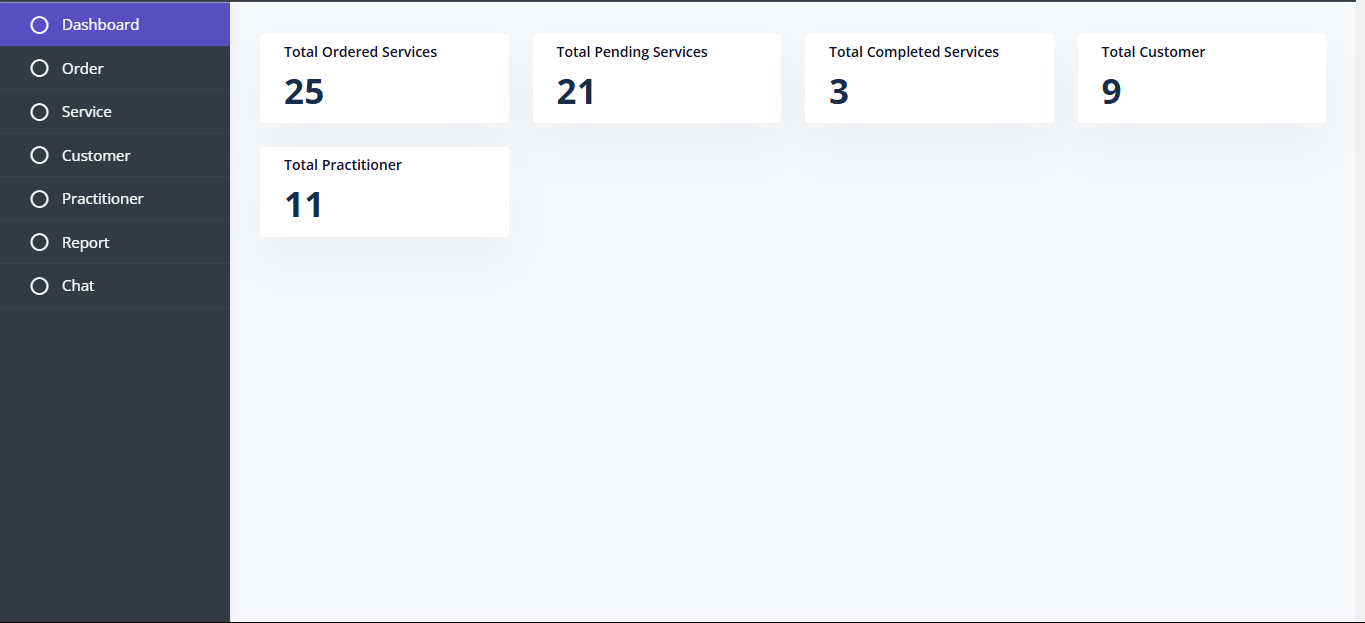 Dashboard
Order
Service
Customer
Practitioner
Report
Chat
Total Ordered Services
25
Total Pending Services
21
Total Completed Services
3
Total Customer
9
Total Practitioner
11